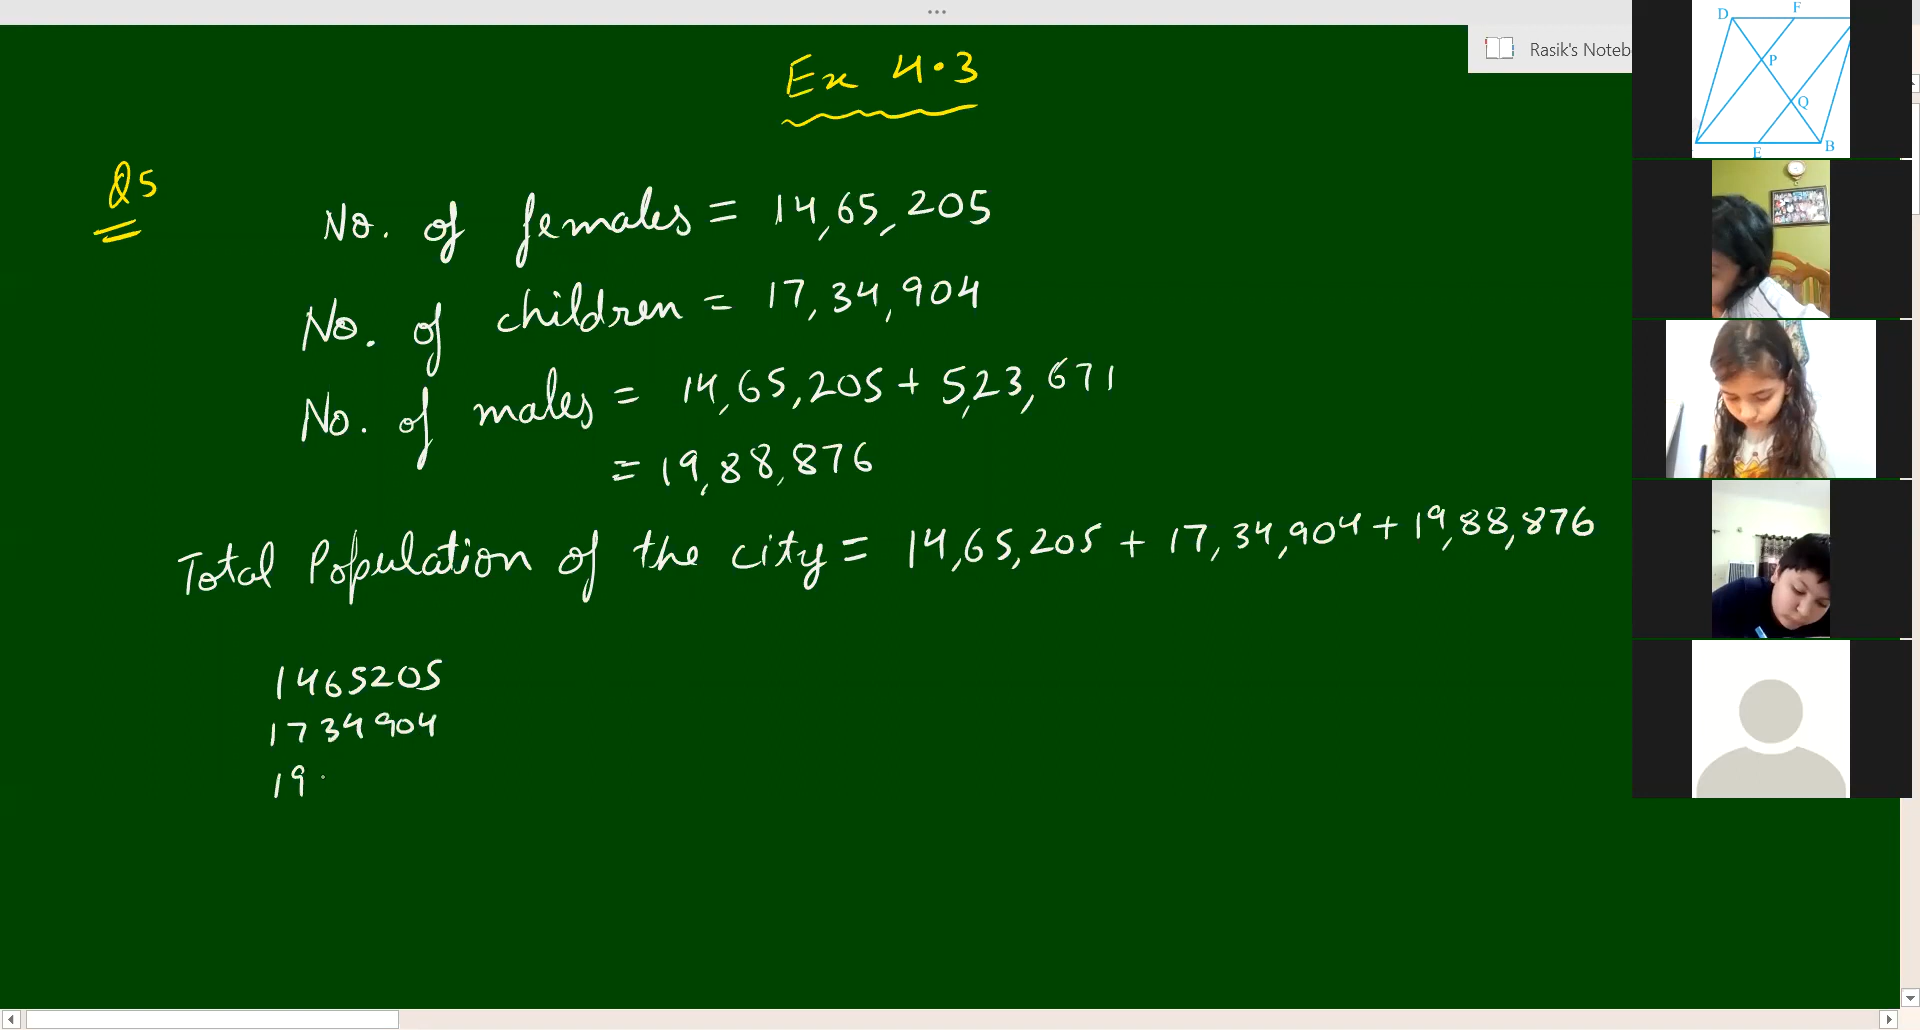 Ex 4.3
Rasik's Noteb
Q5
No. of females = 14,65,205
No. of children = 17,34,904
No. of males = 14,65,205 + 5,23,671
= 19,88,876
Total Population of the city = 14,65,205 + 17,34,904 + 19,88,876
1465205
1734904
19.
D F
P
Q
E B